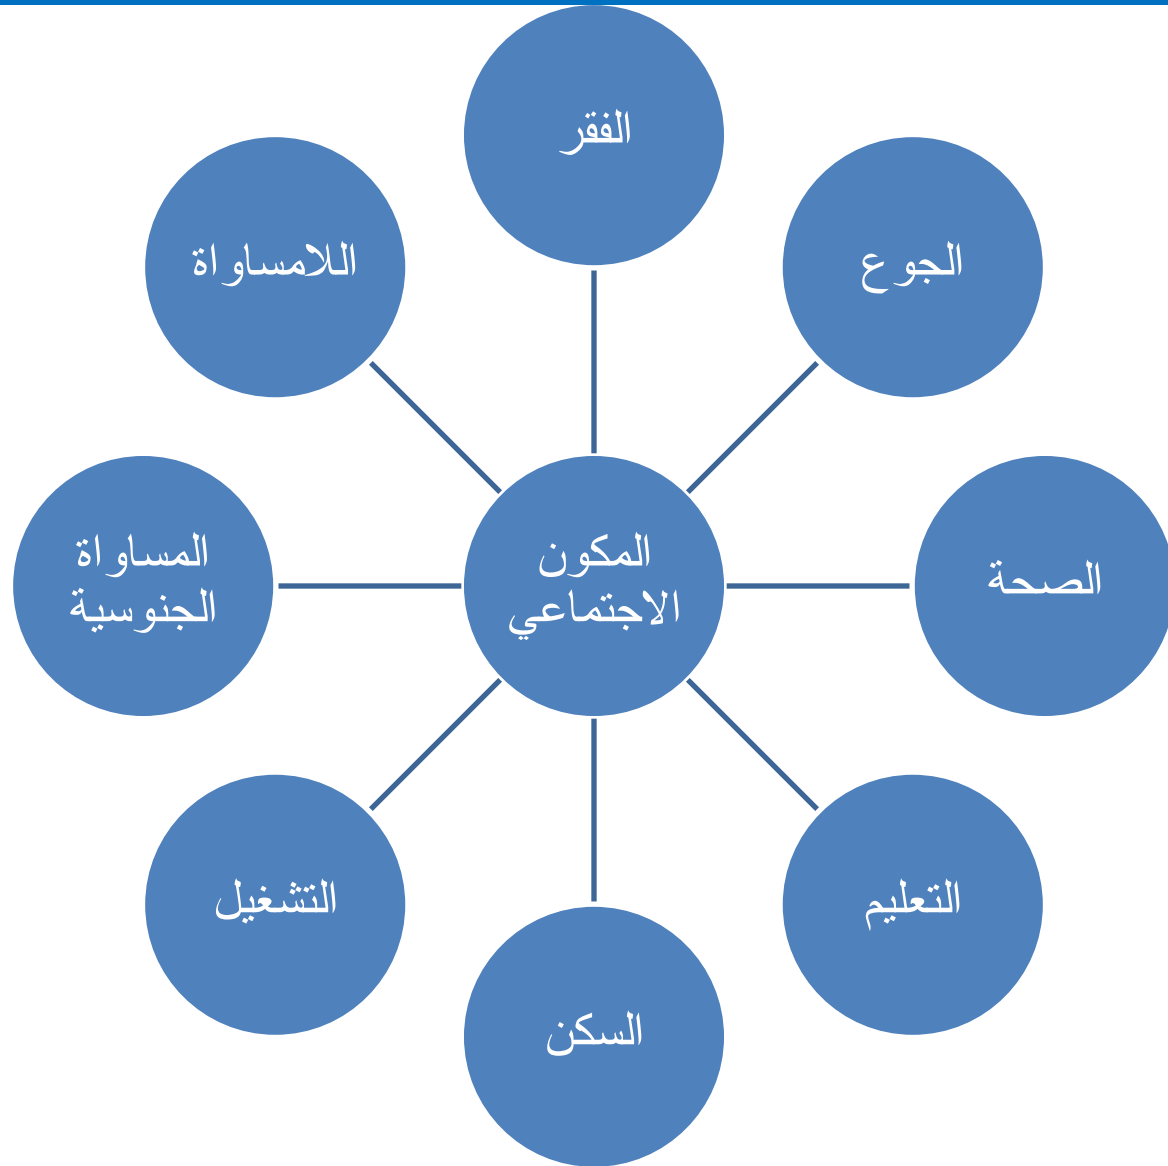 الفقر
الجوع
الصحة
التعليم
السكن
التشغيل
المساواة
الجنوسية
اللامساواة
المكون
الاجتماعي